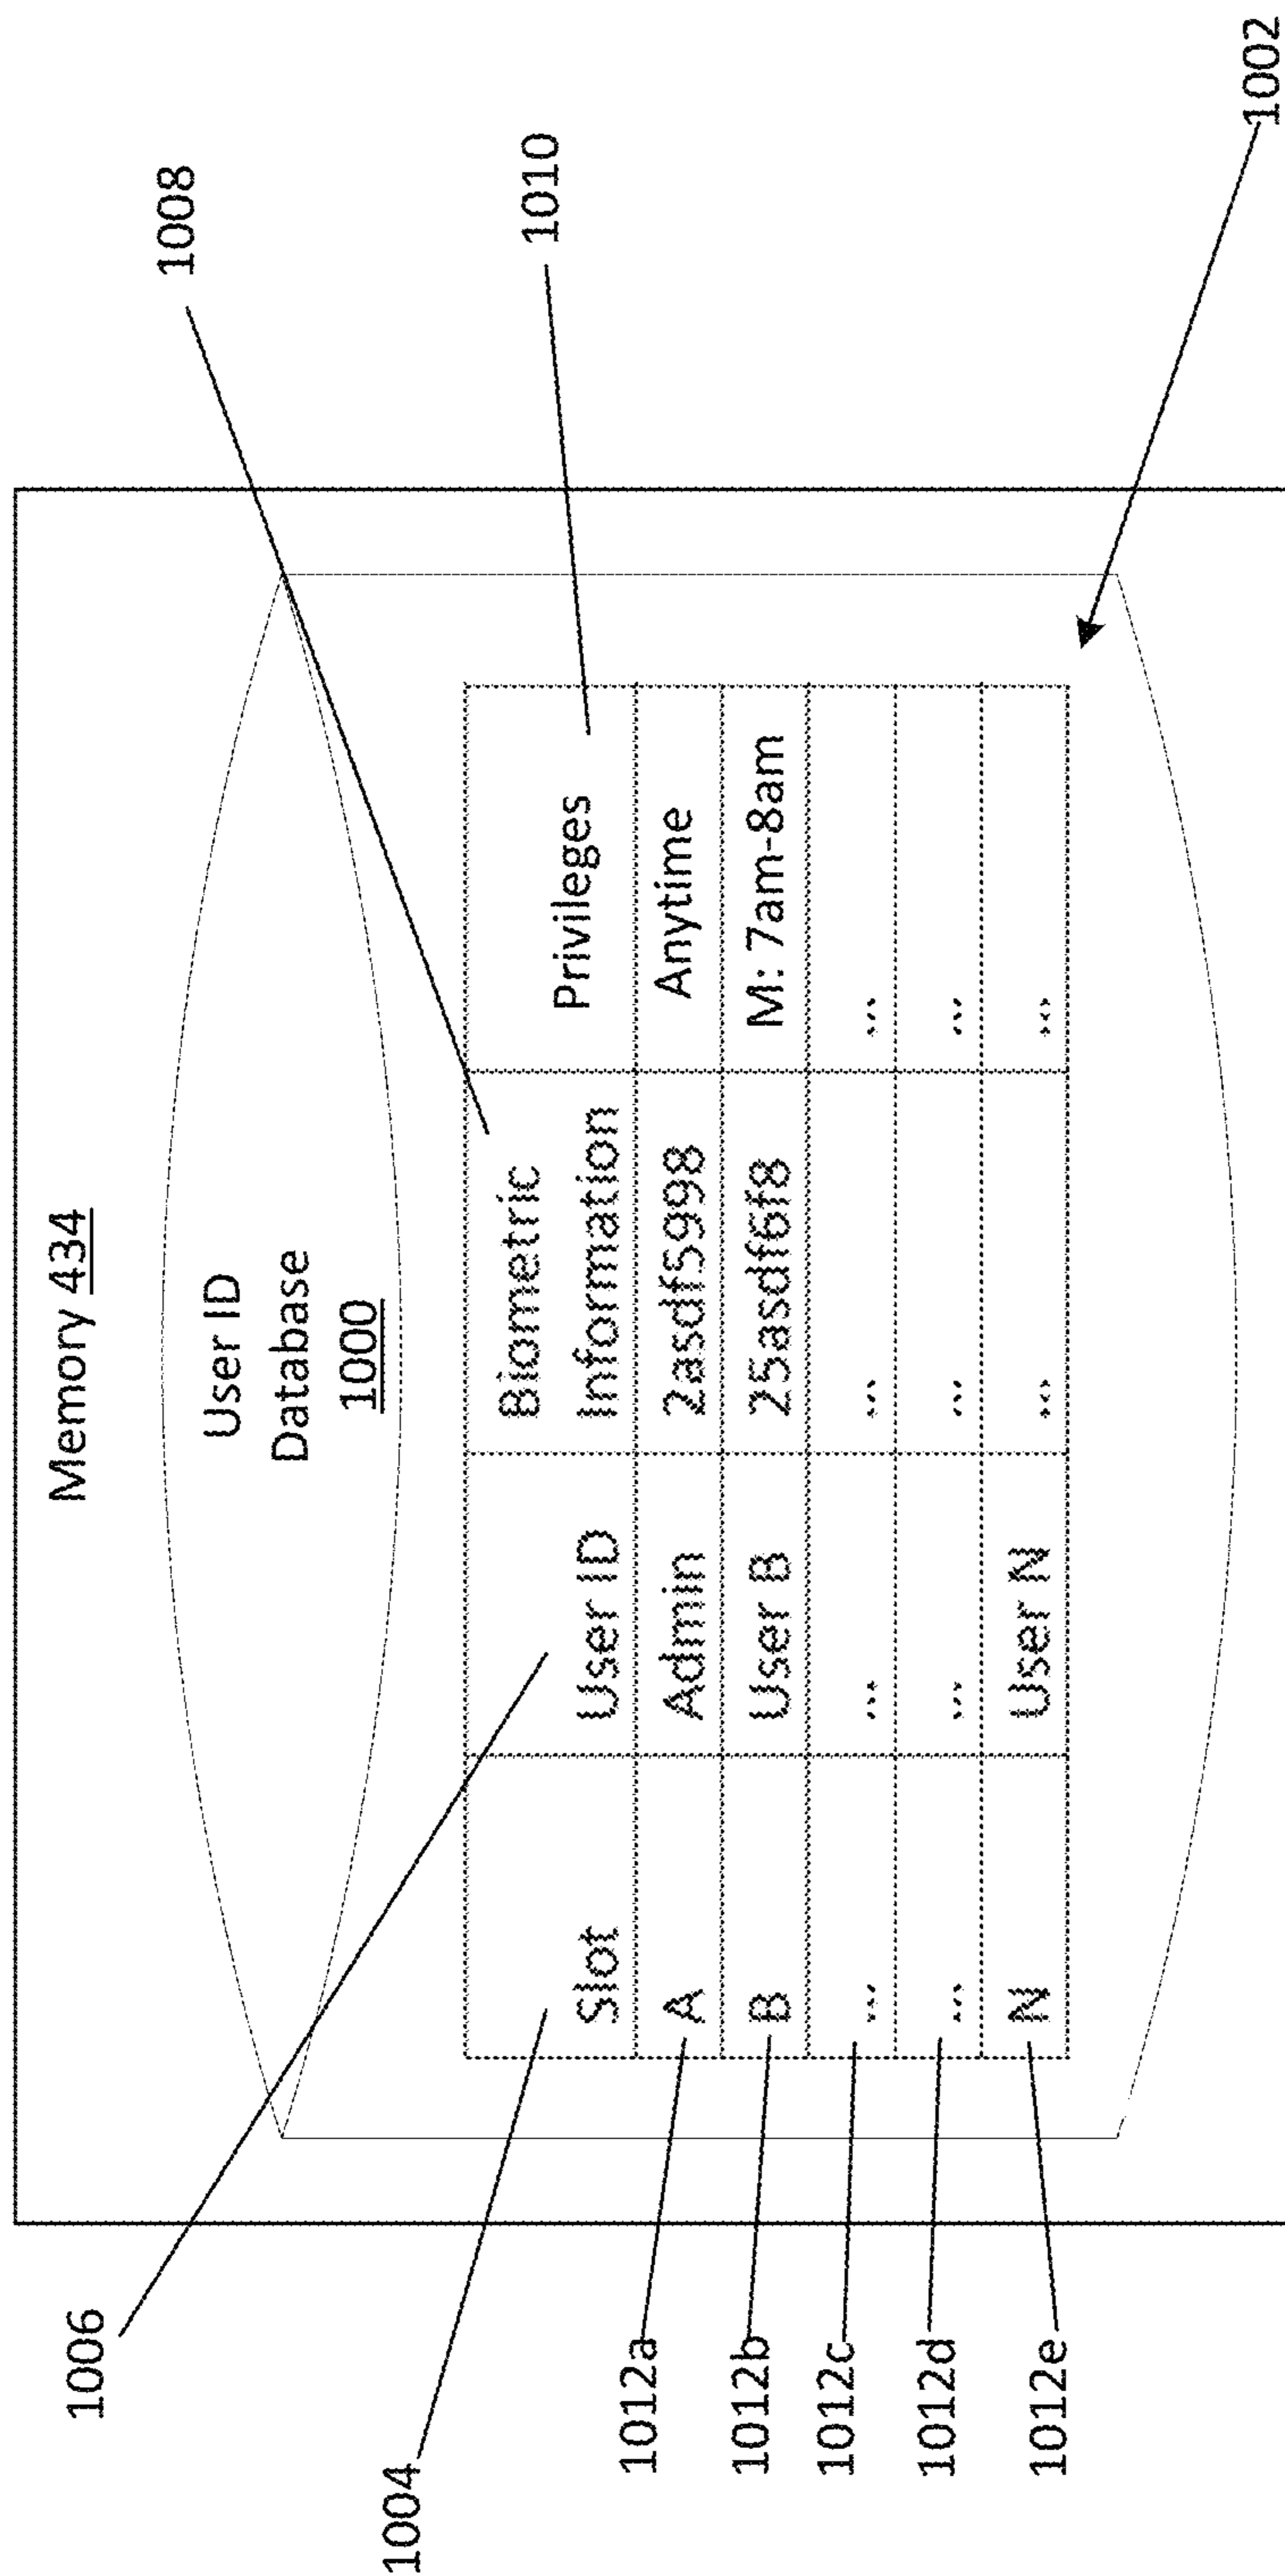 Memory 434
User ID
Database
1000
1002
1004
1006
1008
1010
Slot User ID Biometric Information Privileges
1012a A Admin 2asdf5998 Anytime
1012b B User B 25asdf6f8 M: 7am-8am
1012c ... ... ... ...
1012d ... ... ... ...
1012e N User N ... ...